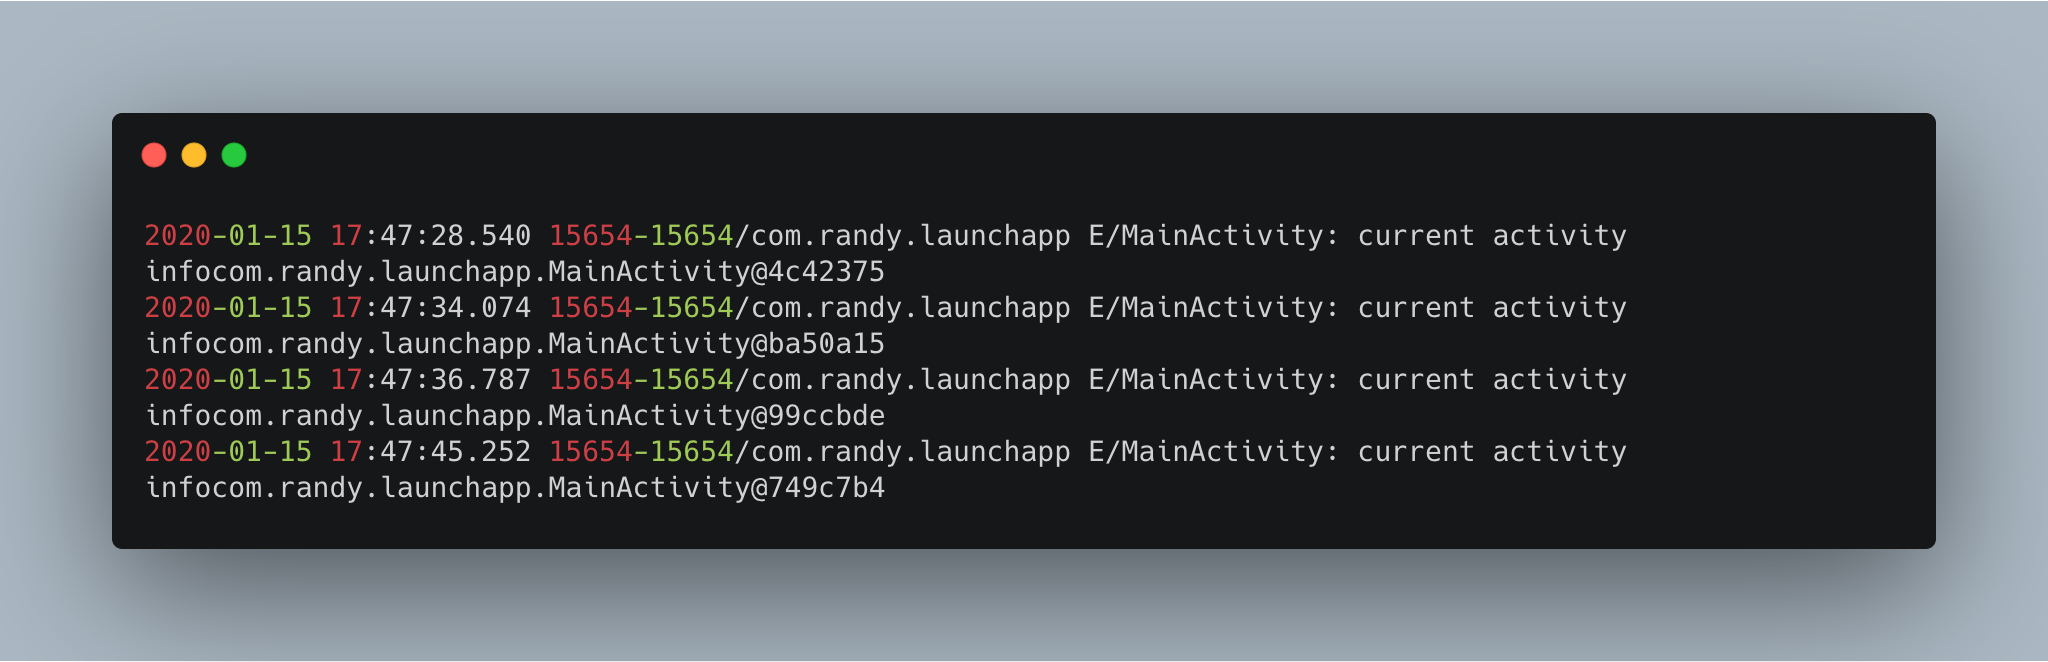 2020-01-15 17:47:28.540 15654-15654/com.randy.launchapp E/MainActivity: current activity
infocom.randy.launchapp.MainActivity@4c42375
2020-01-15 17:47:34.074 15654-15654/com.randy.launchapp E/MainActivity: current activity
infocom.randy.launchapp.MainActivity@ba50a15
2020-01-15 17:47:36.787 15654-15654/com.randy.launchapp E/MainActivity: current activity
infocom.randy.launchapp.MainActivity@99ccbde
2020-01-15 17:47:45.252 15654-15654/com.randy.launchapp E/MainActivity: current activity
infocom.randy.launchapp.MainActivity@749c7b4